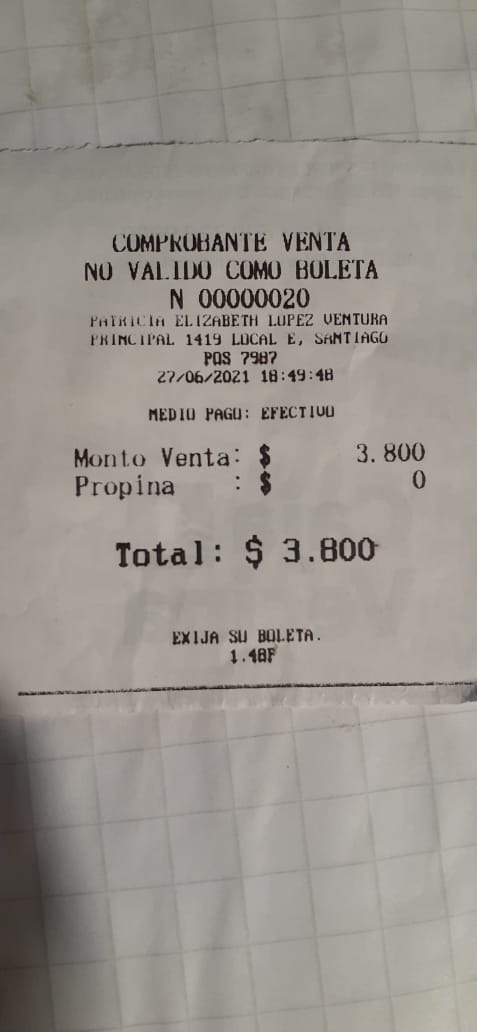 COMPROBANTE VENTA
NO VALIDO COMO BOLETA
N 00000020
PATRICIA ELIZABETH LOPEZ VENTURA
PRINCIPAL 1419 LOCAL E, SANTIAGO
POS 7987
27/06/2021 18:49:48
MEDIO PAGO: EFECTIVO
Monto Venta: $ 3.800
Propina : $ 0
Total: $ 3.800
EXIJA SU BOLETA.
1.48F